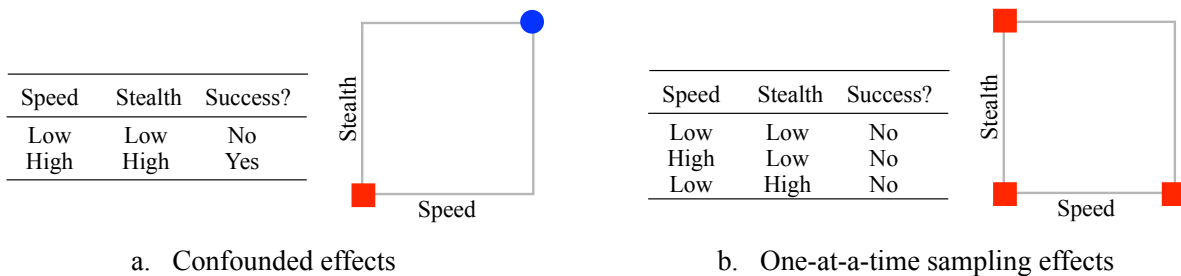 Speed Stealth Success?
Low Low No
High High Yes
Stealth
Speed
a. Confounded effects
Speed Stealth Success?
Low Low No
High Low No
Low High No
Stealth
Speed
b. One-at-a-time sampling effects